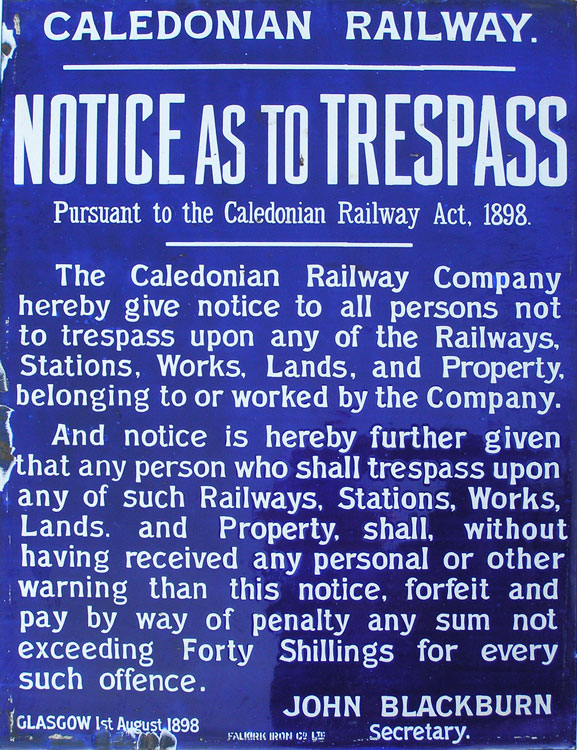 CALEDONIAN RAILWAY.
NOTICE AS TO TRESPASS
Pursuant to the Caledonian Railway Act, 1898.
The Caledonian Railway Company
hereby give notice to all persons not
to trespass upon any of the Railways,
Stations, Works, Lands, and Property,
belonging to or worked by the Company.
And notice is hereby further given
that any person who shall trespass upon
any of such Railways, Stations, Works,
Lands. and Property, shall, without
having received any personal or other
warning than this notice, forfeit and
pay by way of penalty any sum not
exceeding Forty Shillings for every
such offence.
JOHN BLACKBURN
Secretary.
GLASGOW 1st August 1898
FALKIRK IRON Co LTD